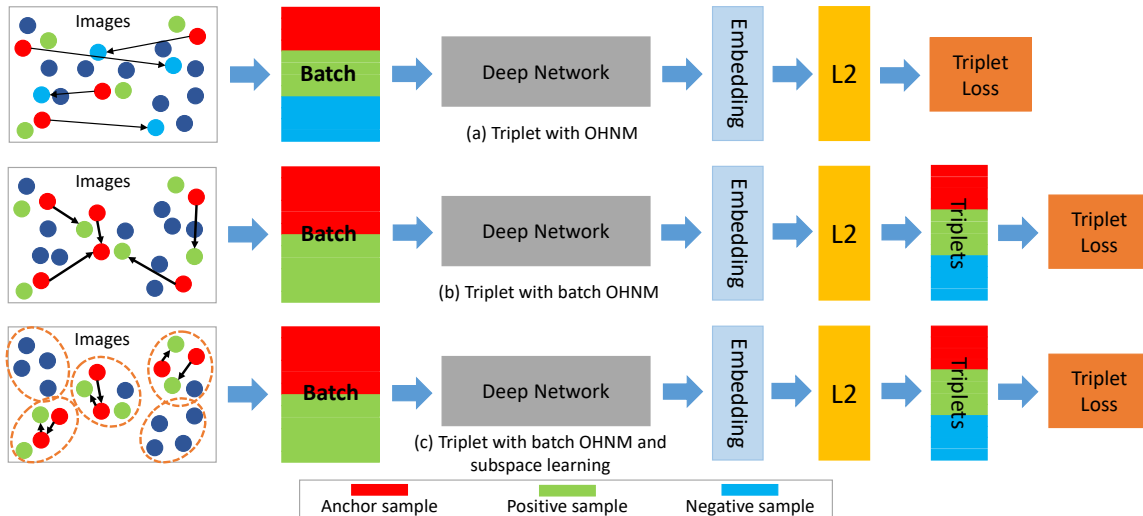 Images
Batch
Deep Network
Embedding
L2
Triplet
Loss
(a) Triplet with OHNM
Images
Batch
Deep Network
Embedding
L2
Triplets
Triplet
Loss
(b) Triplet with batch OHNM
Images
Batch
Deep Network
Embedding
L2
Triplets
Triplet
Loss
(c) Triplet with batch OHNM and
subspace learning
Anchor sample
Positive sample
Negative sample